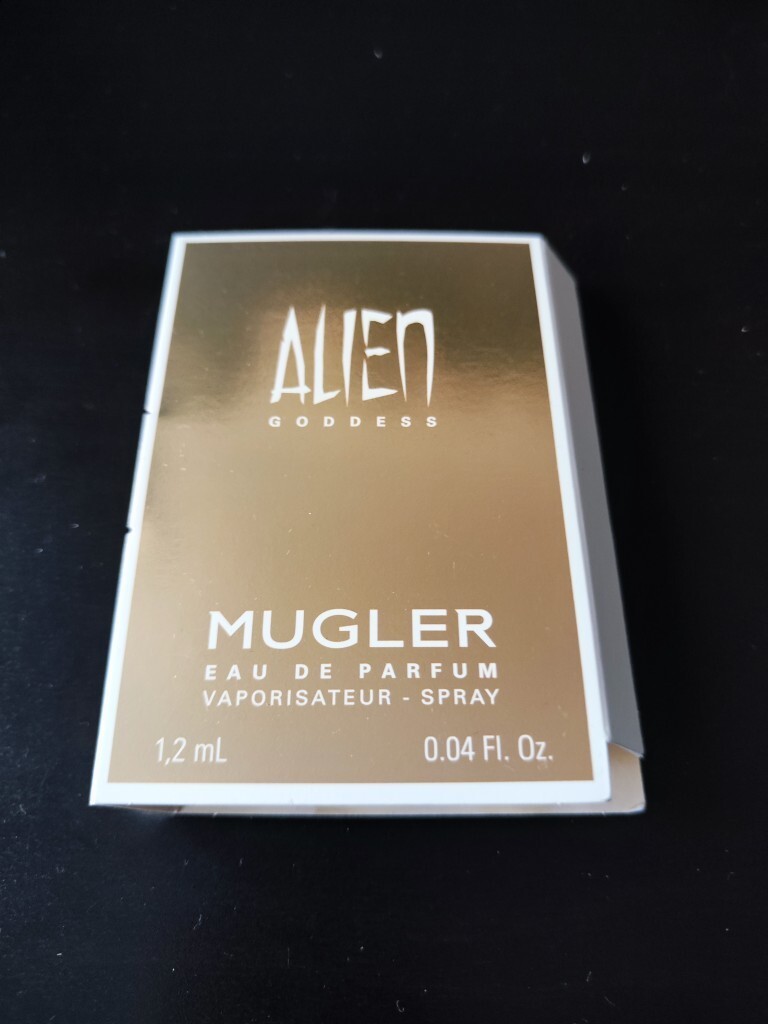 ALIEN
GODDESS
MUGLER
EAU DE PARFUM
VAPORISATEUR - SPRAY
1,2 mL 0.04 Fl. Oz.